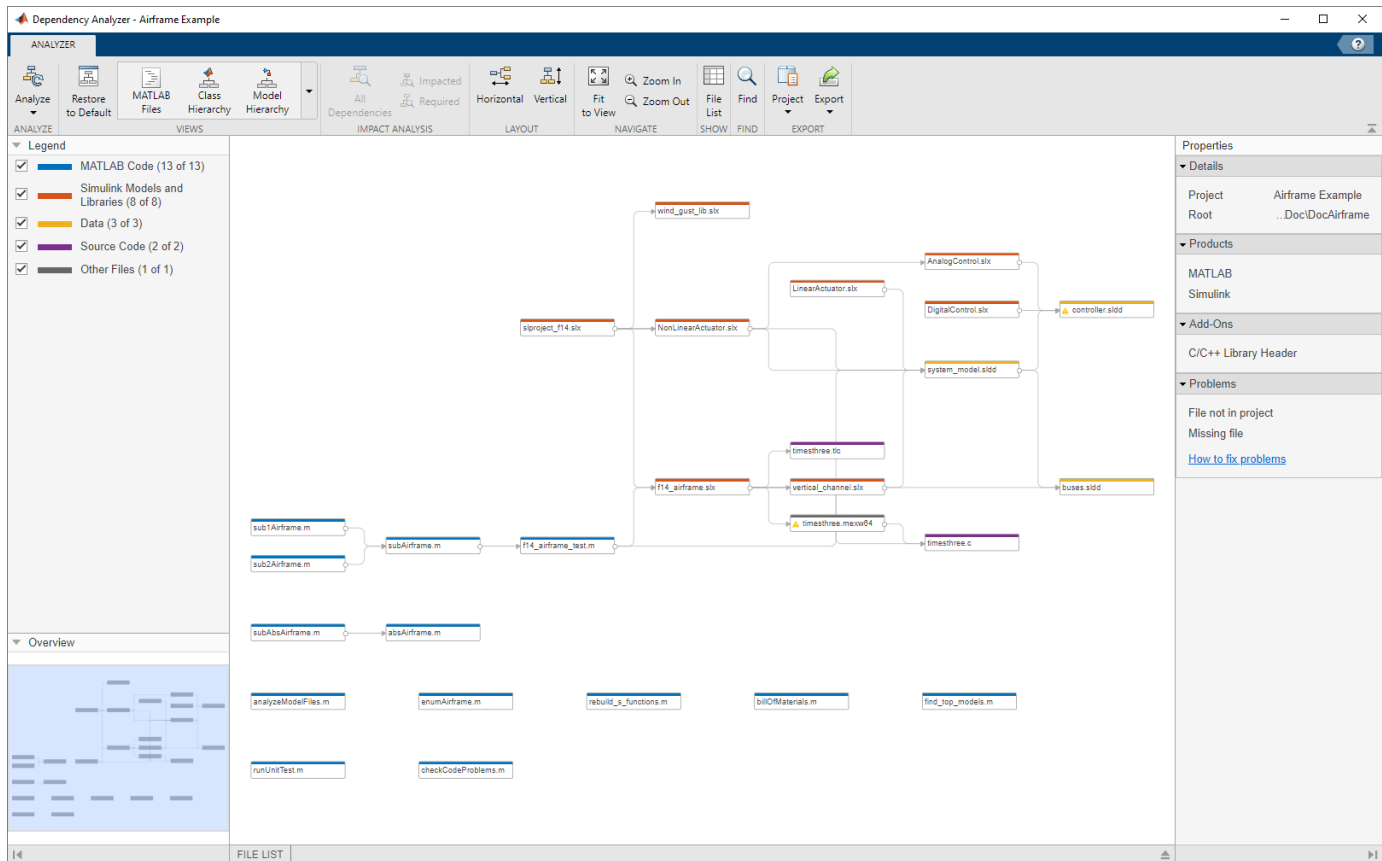 Dependency Analyzer - Airframe Example
ANALYZER
?
Analyze
Restore
to Default
MATLAB
Files
Class
Hierarchy
Model
Hierarchy
All
Dependencies
Impacted
Required
Horizontal
Vertical
Fit
to View
Zoom In
Zoom Out
File
List
Find
Project
Export
ANALYZE
VIEWS
IMPACT ANALYSIS
LAYOUT
NAVIGATE
SHOW
FIND
EXPORT
Legend
MATLAB Code (13 of 13)
Simulink Models and
Libraries (8 of 8)
Data (3 of 3)
Source Code (2 of 2)
Other Files (1 of 1)
Overview
wind_gust_lib.slx
AnalogControl.slx
LinearActuator.slx
DigitalControl.slx
controller.sldd
slproject_f14.slx
NonLinearActuator.slx
system_model.sldd
timesthree.tlc
f14_airframe.slx
vertical_channel.slx
buses.sldd
timesthree.mexw64
sub1Airframe.m
subAirframe.m
f14_airframe_test.m
timesthree.c
sub2Airframe.m
subAbsAirframe.m
absAirframe.m
analyzeModelFiles.m
enumAirframe.m
rebuild_s_functions.m
billOfMaterials.m
find_top_models.m
runUnitTest.m
checkCodeProblems.m
FILE LIST
Properties
Details
Project Airframe Example
Root ...Doc\DocAirframe
Products
MATLAB
Simulink
Add-Ons
C/C++ Library Header
Problems
File not in project
Missing file
How to fix problems